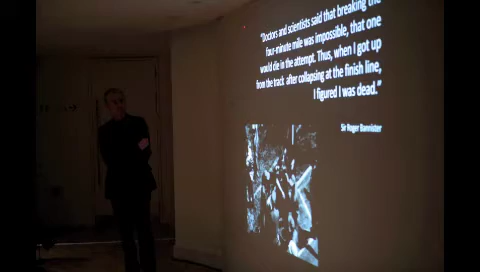 "Doctors and scientists said that breaking the
four-minute mile was impossible, that one
would die in the attempt. Thus, when I got up
from the track after collapsing at the finish line,
I figured I was dead."
Sir Roger Bannister